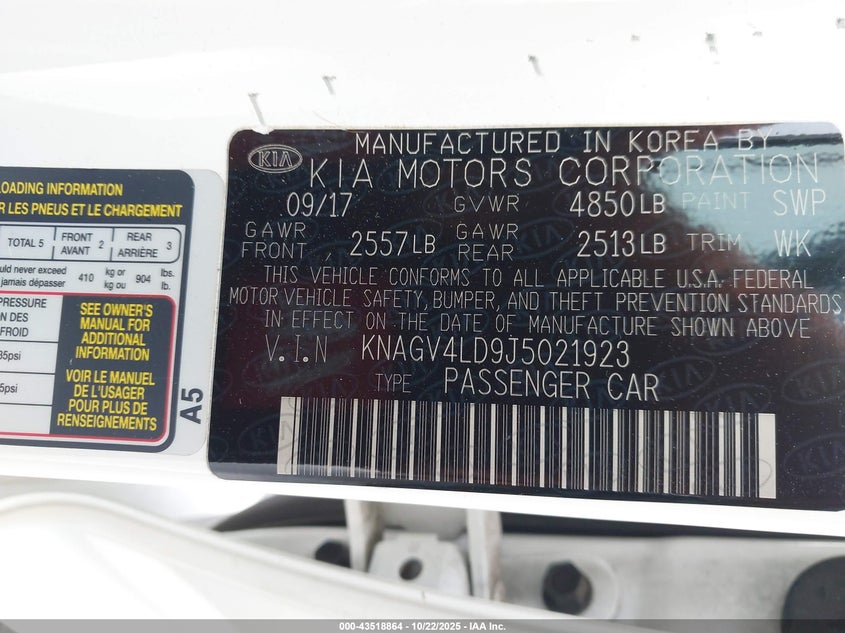 LOADING INFORMATION
R LES PNEUS ET LE CHARGEMENT
TOTAL 5 FRONT AVANT 2 REAR ARRIÈRE 3
ould never exceed
jamais dépasser 410 kg or kg ou 904 lbs. lb.
PRESSURE
ION DES
FROID
35psi
5psi
SEE OWNER'S
MANUAL FOR
ADDITIONAL
INFORMATION
VOIR LE MANUEL
DE L'USAGER
POUR PLUS DE
RENSEIGNEMENTS
A5
KIA
MANUFACTURED IN KOREA BY
KIA MOTORS CORPORATION
09/17 GVWR 4850LB PAINT SWP
GAWR FRONT 2557LB GAWR REAR 2513LB TRIM WK
THIS VEHICLE CONFORMS TO ALL APPLICABLE U.S.A. FEDERAL
MOTOR VEHICLE SAFETY, BUMPER, AND THEFT PREVENTION STANDARDS
IN EFFECT ON THE DATE OF MANUFACTURE SHOWN ABOVE
V.I.N KNAGV4LD9J5021923
TYPE PASSENGER CAR
000-43518864 - 10/22/2025 - IAA Inc.